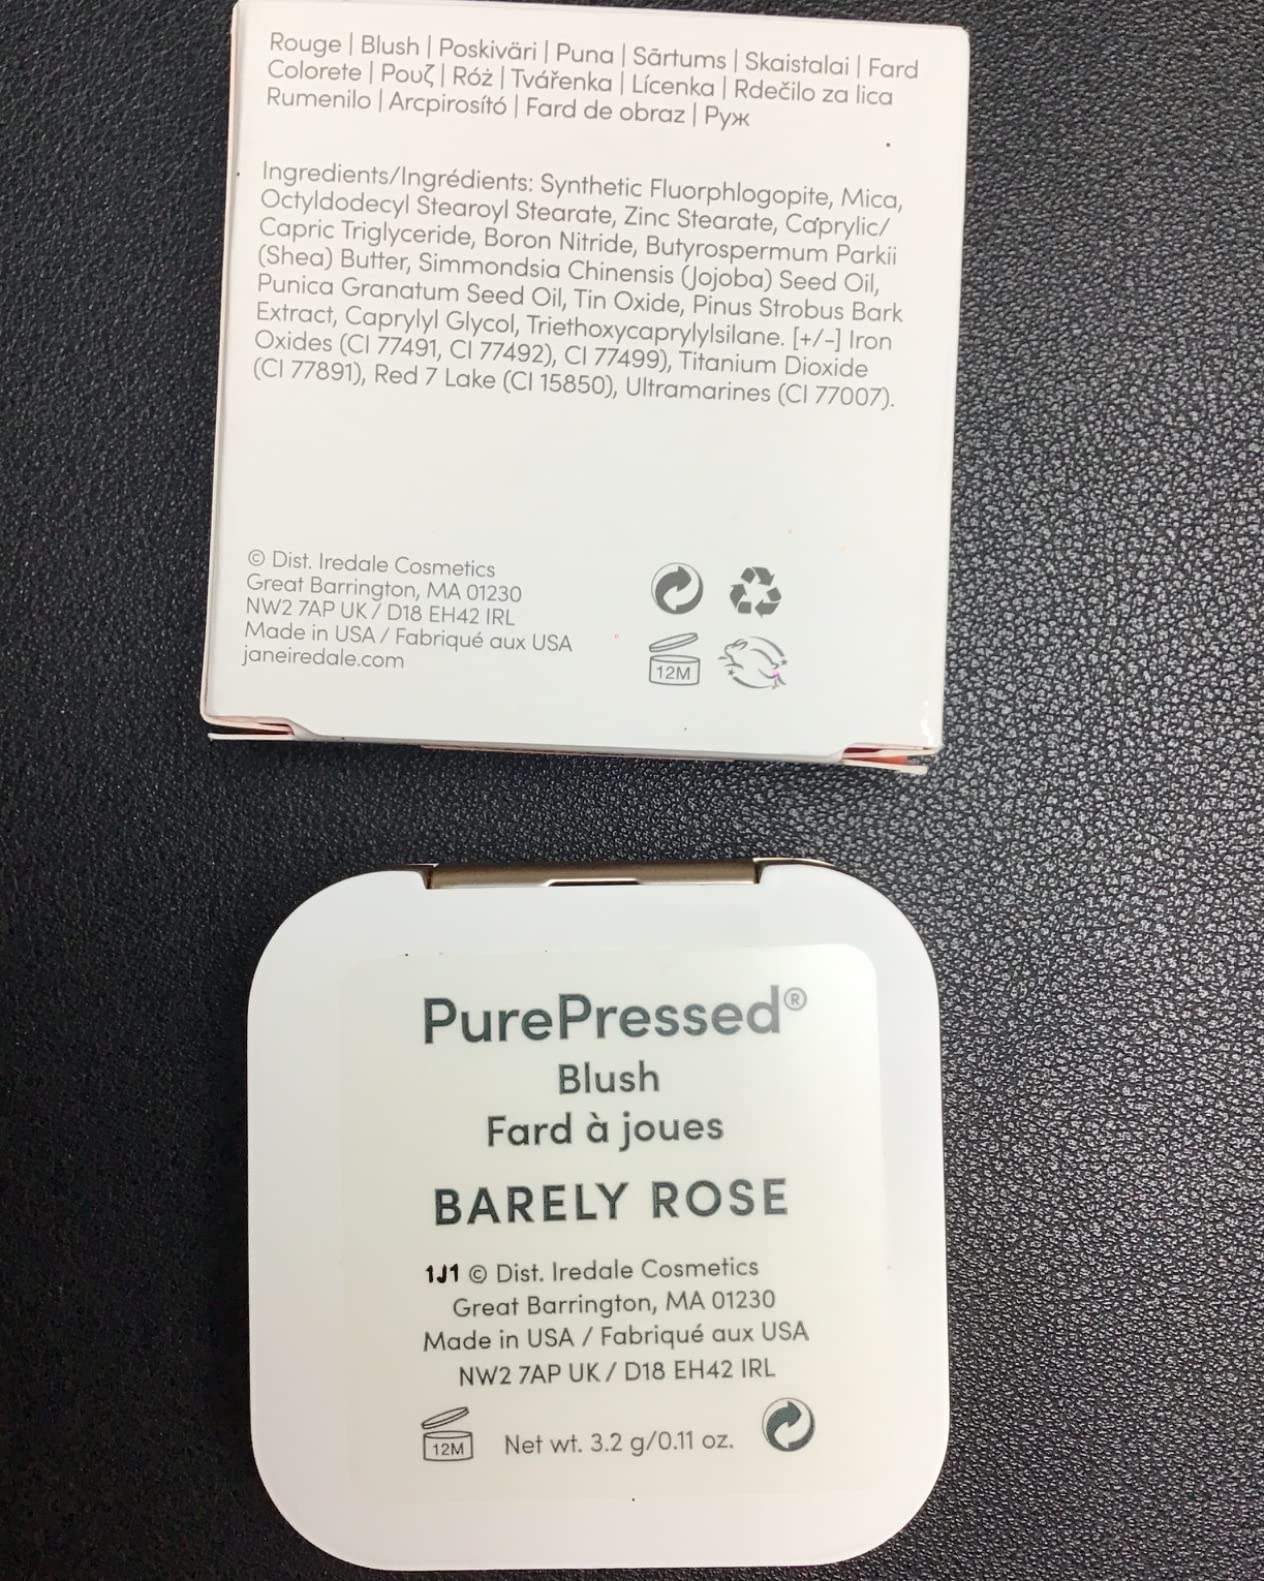 Rouge | Blush | Poskiväri | Puna | Sārtums | Skaistalai | Fard
Colorete | Ρουζ | Róż | Tvářenka | Lícenka | Rdečilo za lica
Rumenilo | Arcpirosító | Fard de obraz | Руж
Ingredients/Ingrédients: Synthetic Fluorphlogopite, Mica,
Octyldodecyl Stearoyl Stearate, Zinc Stearate, Caprylic/
Capric Triglyceride, Boron Nitride, Butyrospermum Parkii
(Shea) Butter, Simmondsia Chinensis (Jojoba) Seed Oil,
Punica Granatum Seed Oil, Tin Oxide, Pinus Strobus Bark
Extract, Caprylyl Glycol, Triethoxycaprylylsilane. [+/-] Iron
Oxides (CI 77491, CI 77492), CI 77499), Titanium Dioxide
(CI 77891), Red 7 Lake (CI 15850), Ultramarines (CI 77007).
© Dist. Iredale Cosmetics
Great Barrington, MA 01230
NW2 7AP UK / D18 EH42 IRL
Made in USA / Fabriqué aux USA
janeiredale.com
12M
PurePressed®
Blush
Fard à joues
BARELY ROSE
1J1 © Dist. Iredale Cosmetics
Great Barrington, MA 01230
Made in USA / Fabriqué aux USA
NW2 7AP UK / D18 EH42 IRL
12M Net wt. 3.2 g/0.11 oz.